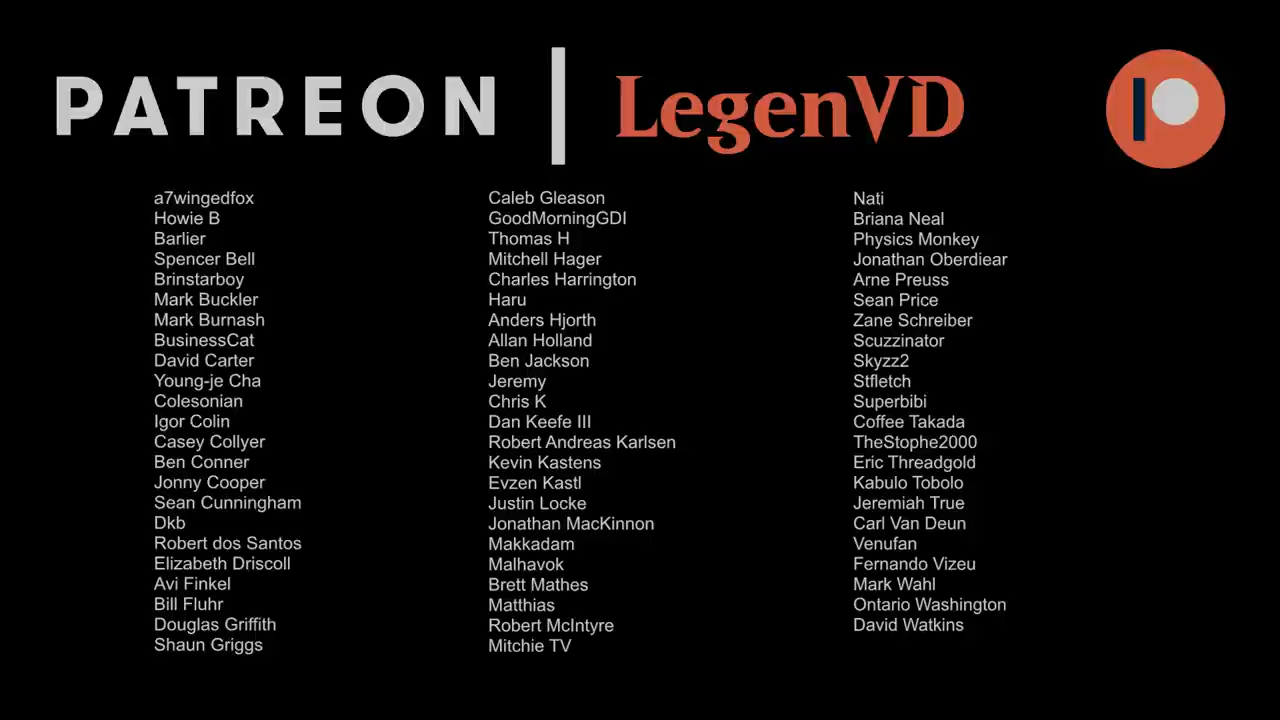 PATREON | LegenVD
a7wingedfox
Howie B
Barlier
Spencer Bell
Brinstarboy
Mark Buckler
Mark Burnash
BusinessCat
David Carter
Young-je Cha
Colesonian
Igor Colin
Casey Collyer
Ben Conner
Jonny Cooper
Sean Cunningham
Dkb
Robert dos Santos
Elizabeth Driscoll
Avi Finkel
Bill Fluhr
Douglas Griffith
Shaun Griggs
Caleb Gleason
GoodMorningGDI
Thomas H
Mitchell Hager
Charles Harrington
Haru
Anders Hjorth
Allan Holland
Ben Jackson
Jeremy
Chris K
Dan Keefe III
Robert Andreas Karlsen
Kevin Kastens
Evzen Kastl
Justin Locke
Jonathan MacKinnon
Makkadam
Malhavok
Brett Mathes
Matthias
Robert McIntyre
Mitchie TV
Nati
Briana Neal
Physics Monkey
Jonathan Oberdiear
Arne Preuss
Sean Price
Zane Schreiber
Scuzzinator
Skyzz2
Stfletch
Superbibi
Coffee Takada
TheStophe2000
Eric Threadgold
Kabulo Tobolo
Jeremiah True
Carl Van Deun
Venufan
Fernando Vizeu
Mark Wahl
Ontario Washington
David Watkins